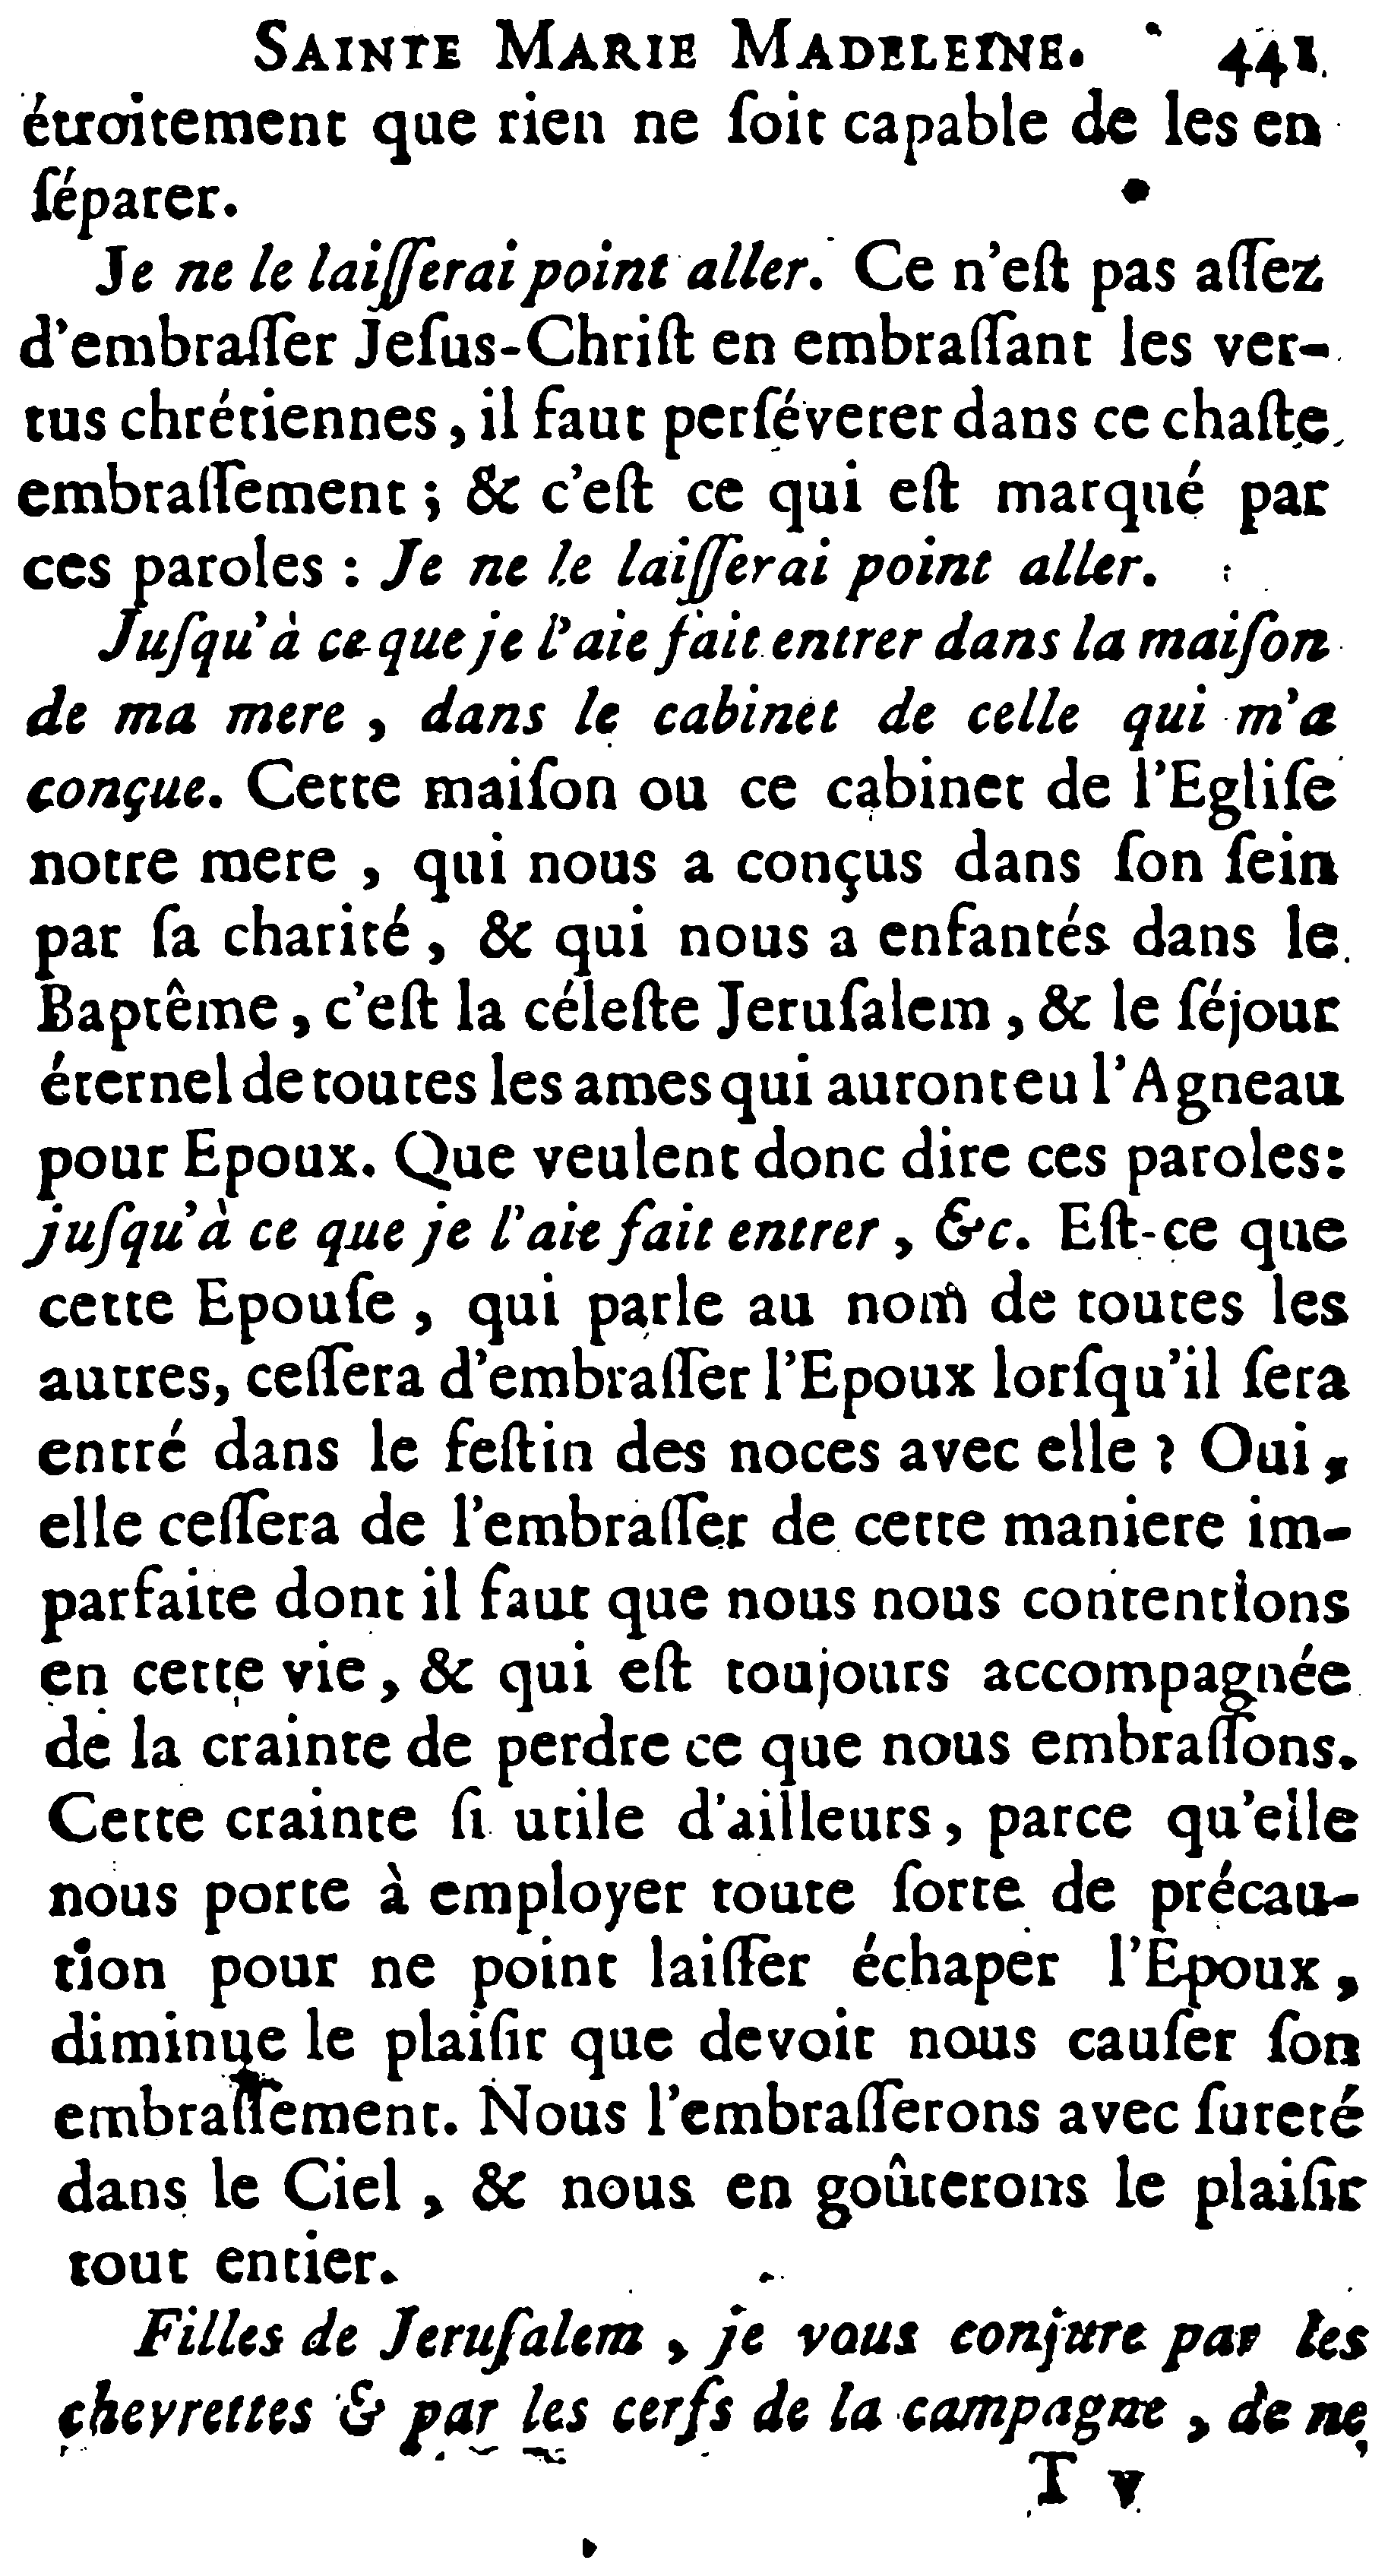 SAINTE MARIE MADELEINE. 441
étroitement que rien ne ſoit capable de les en
ſéparer.
Je ne le laiſſerai point aller. Ce n'eſt pas aſſez
d'embraſſer Jeſus-Chriſt en embraſſant les ver-
tus chrétiennes, il faut perſéverer dans ce chaſte
embraſſement ; & c'eſt ce qui eſt marqué par
ces paroles : Je ne le laiſſerai point aller.
Juſqu'à ce que je l'aie fait entrer dans la maiſon
de ma mere , dans le cabinet de celle qui m'a
conçue. Cette maiſon ou ce cabinet de l'Egliſe
notre mere , qui nous a conçus dans ſon ſein
par ſa charité, & qui nous a enfantés dans le
Baptême, c'eſt la céleſte Jeruſalem, & le ſéjour
éternel de toutes les ames qui auront eu l'Agneau
pour Epoux. Que veulent donc dire ces paroles:
juſqu'à ce que je l'aie fait entrer, &c. Eſt-ce que
cette Epouſe , qui parle au nom de toutes les
autres, ceſſera d'embraſſer l'Epoux lorſqu'il ſera
entré dans le feſtin des noces avec elle ? Oui,
elle ceſſera de l'embraſſer de cette maniere im-
parfaite dont il faut que nous nous contentions
en cette vie, & qui eſt toujours accompagnée
de la crainte de perdre ce que nous embraſſons.
Cette crainte ſi utile d'ailleurs, parce qu'elle
nous porte à employer toute ſorte de précau-
tion pour ne point laiſſer échaper l'Epoux,
diminue le plaiſir que devoit nous cauſer ſon
embraſſement. Nous l'embraſſerons avec ſureté
dans le Ciel, & nous en goûterons le plaiſir
tout entier.
Filles de Jeruſalem , je vous conjure par les
chevrettes & par les cerfs de la campagne , de ne
T v